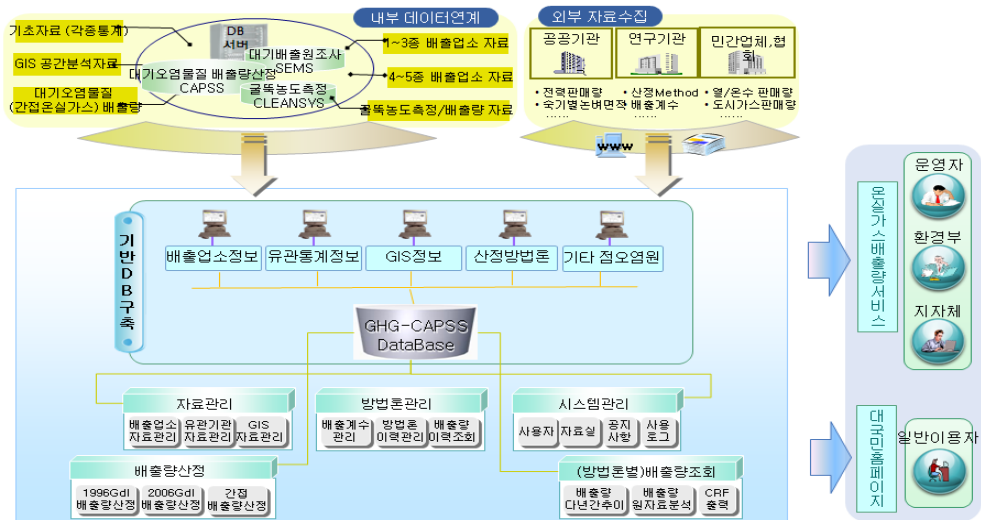 내부 데이터연계
기초자료 (각종통계)
GIS 공간분석자료
대기오염물질
(간접온실가스) 배출량
DB
서버
대기배출원조사
SEMS
대기오염물질 배출량산정
CAPSS
굴뚝농도측정
CLEANSYS
1~3종 배출업소 자료
4~5종 배출업소 자료
굴뚝농도측정/배출량 자료
외부 자료수집
공공기관
연구기관
민간업체,협
회
• 전력판매량
• 숙기별논벼면적
......
• 산정Method
• 배출계수
......
• 열/온수 판매량
• 도시가스판매량
......
www
기반DB구축
배출업소정보
유관통계정보
GIS정보
산정방법론
기타 점오염원
GHG-CAPSS
DataBase
자료관리
배출업소
자료관리
유관기관
자료관리
GIS
자료관리
방법론관리
배출계수
관리
방법론
이력관리
배출량
이력조회
시스템관리
사용자
자료실
공지
사항
사용
로그
배출량산정
1996Gdl
배출량산정
2006Gdl
배출량산정
간접
배출량산정
(방법론별)배출량조회
배출량
다년간추이
배출량
원자료분석
CRF
출력
온실가스배출량서비스
운영자
환경부
지자체
대국민홈페이지
일반이용자